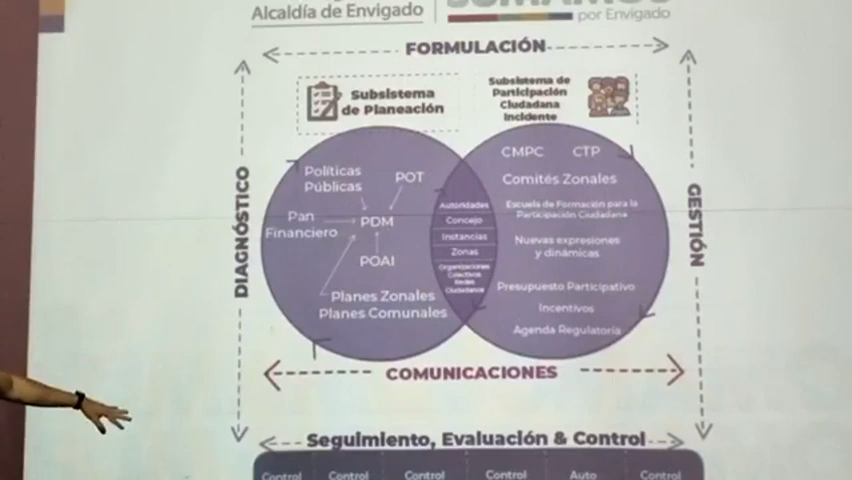 Alcaldía de Envigado
SUMAMOS
por Envigado
FORMULACIÓN
Subsistema
de Planeación
Subsistema de
Participación
Ciudadana
Incidente
DIAGNÓSTICO
GESTIÓN
Políticas
Públicas
POT
Pan
Financiero
PDM
POAI
Planes Zonales
Planes Comunales
Autoridades
Concejo
Instancias
Zonas
Organizaciones
Colectivos
Redes
Ciudadanos
CMPC CTP
Comités Zonales
Escuela de Formación para la
Participación Ciudadana
Nuevas expresiones
y dinámicas
Presupuesto Participativo
Incentivos
Agenda Regulatoria
COMUNICACIONES
Seguimiento, Evaluación & Control
Control Control Control Control Auto Control